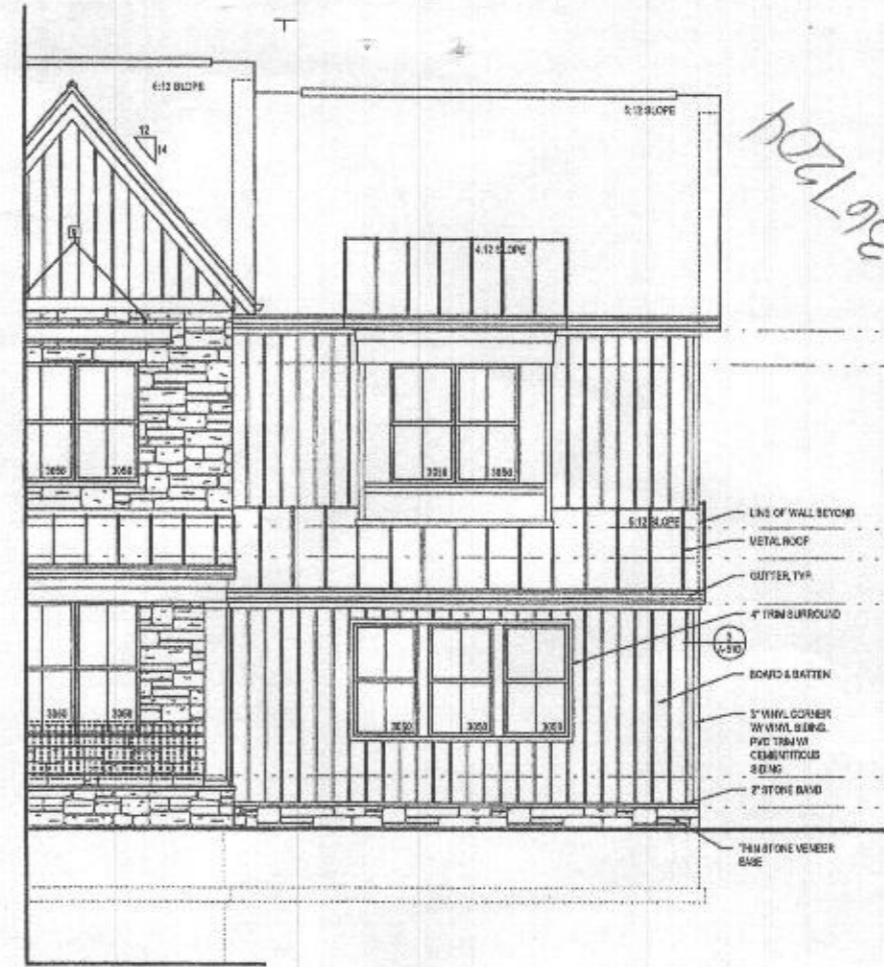 6:12 SLOPE
5:12 SLOPE
12
14
4:12 SLOPE
3050 3050
3050 3050
5:12 SLOPE
LINE OF WALL BEYOND
METAL ROOF
GUTTER, TYP.
4" TRIM SURROUND
BOARD & BATTEN
3050 3050
3050 3050 3050
VINYL CORNER
W/ VINYL SIDING,
PVC TRIM W/
CEMENTITIOUS
SIDING
2" STONE BAND
THIN STONE VENEER
BASE